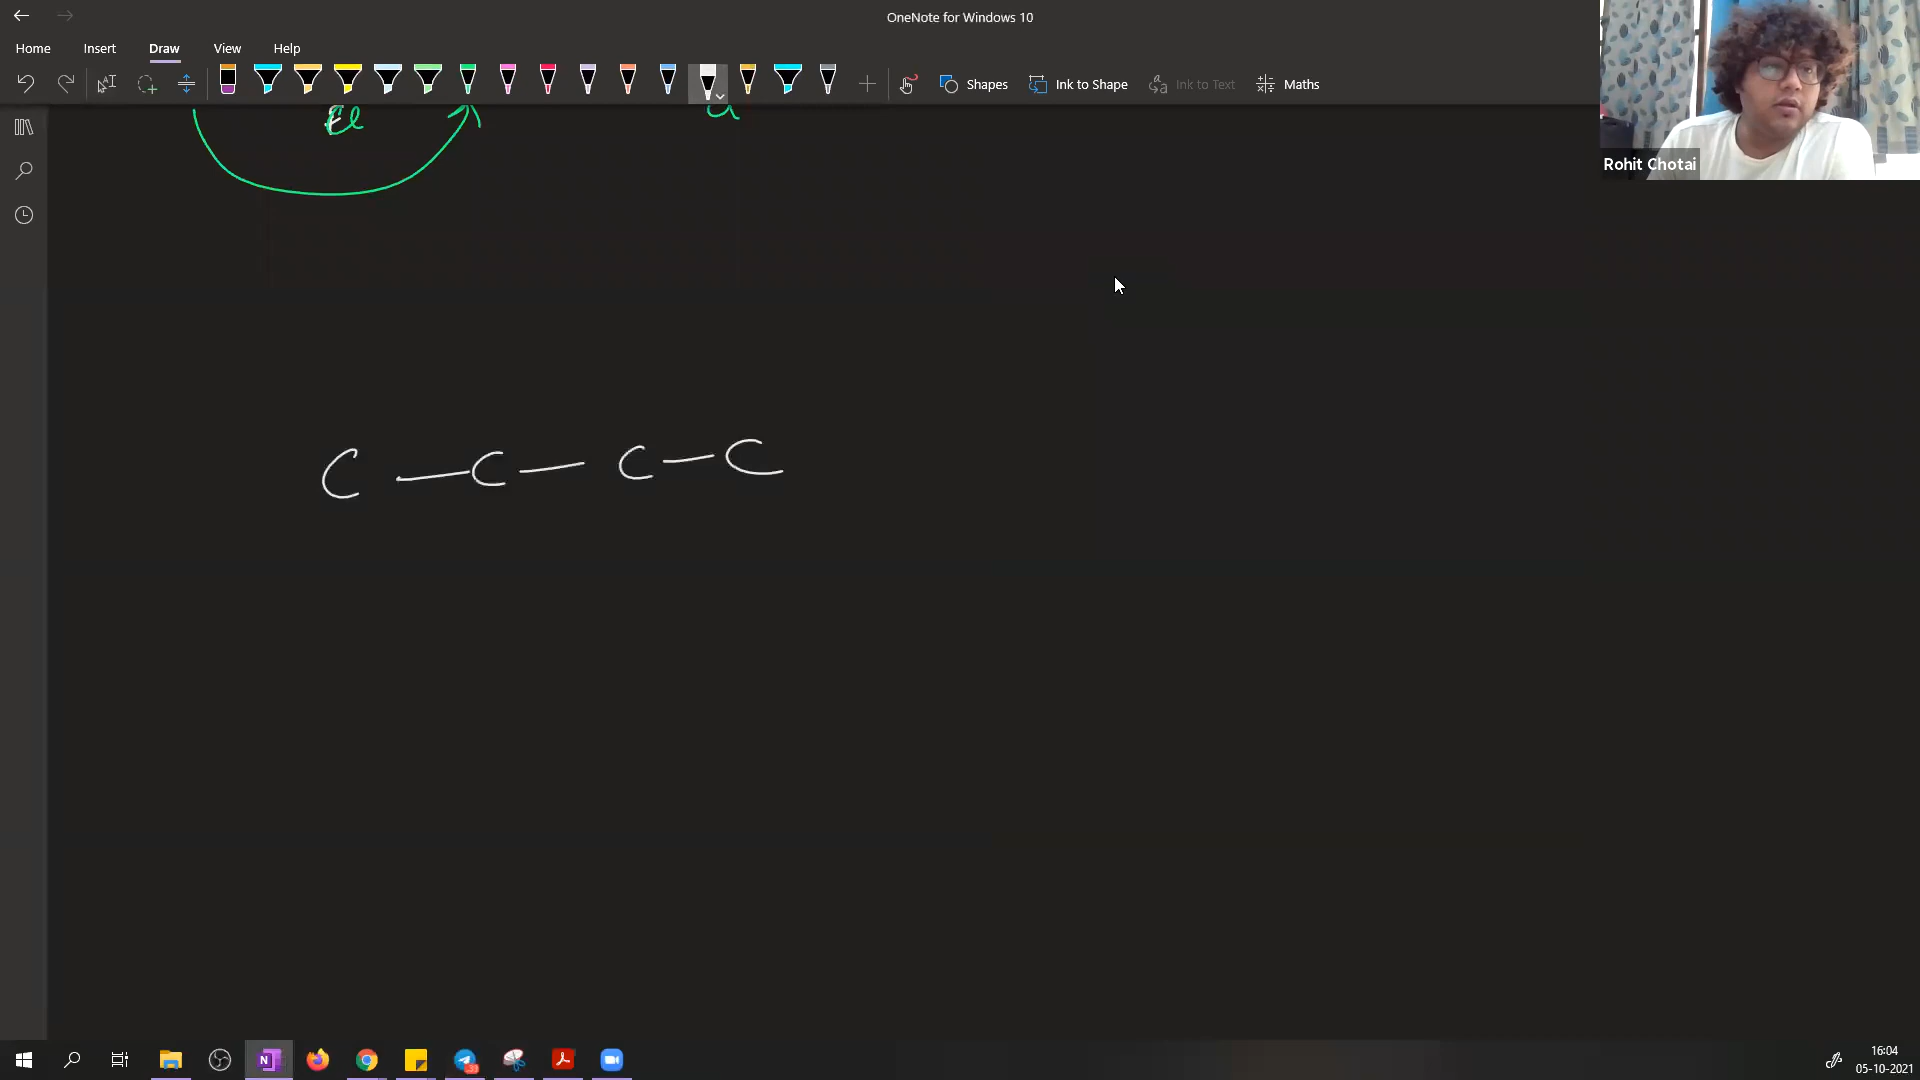 OneNote for Windows 10
Home Insert Draw View Help
Shapes Ink to Shape Ink to Text Maths
Rohit Chotai
Cl
C — C — C — C
16:04
05-10-2021